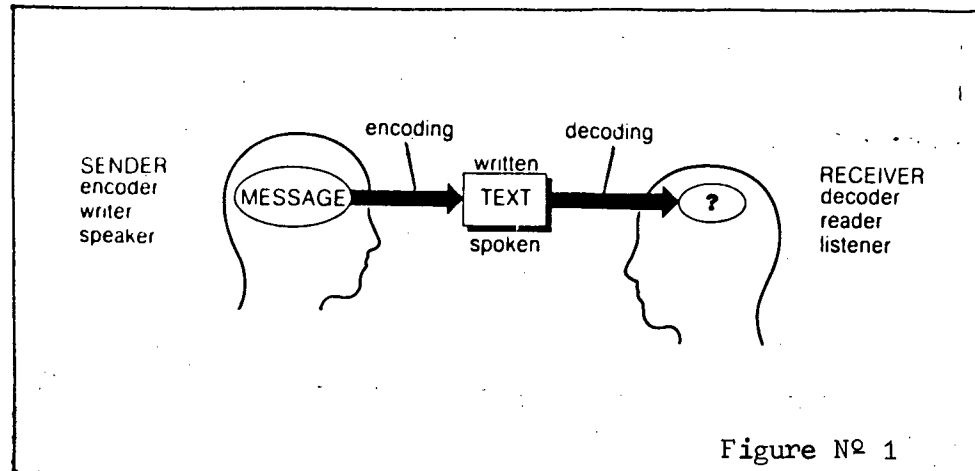 encoding
decoding
SENDER
encoder
writer
speaker
MESSAGE
written
TEXT
spoken
?
RECEIVER
decoder
reader
listener
Figure Nº 1